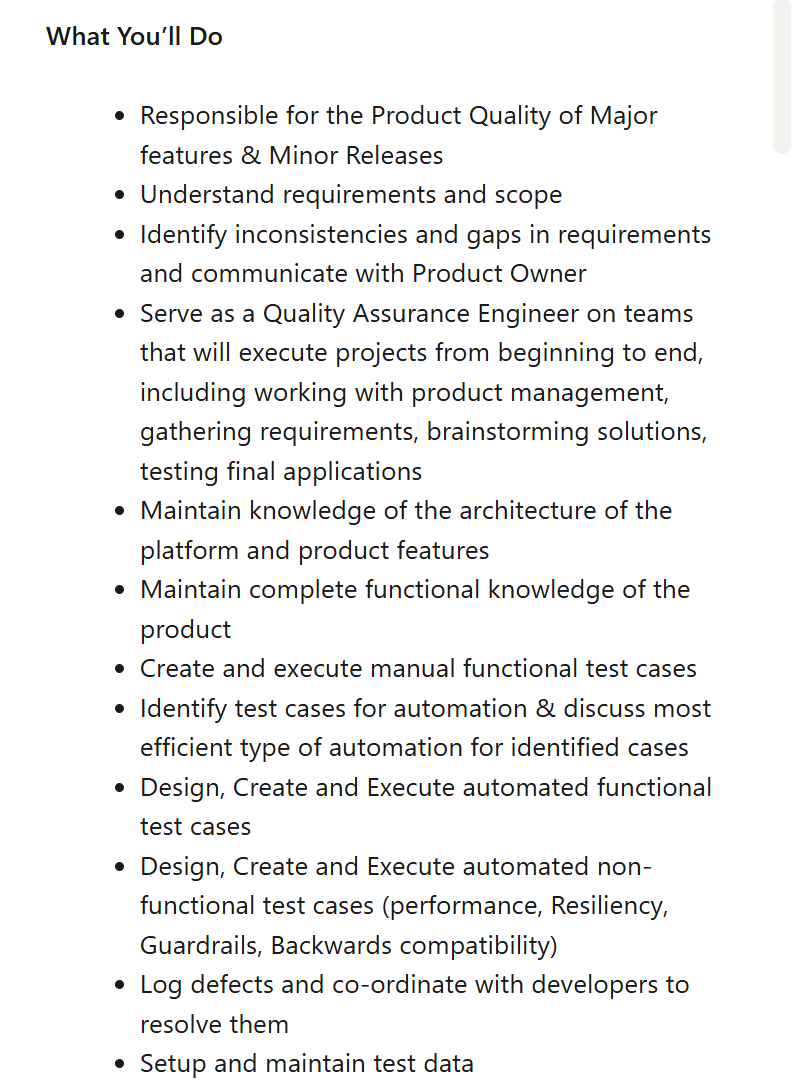 What You’ll Do
• Responsible for the Product Quality of Major
features & Minor Releases
• Understand requirements and scope
• Identify inconsistencies and gaps in requirements
and communicate with Product Owner
• Serve as a Quality Assurance Engineer on teams
that will execute projects from beginning to end,
including working with product management,
gathering requirements, brainstorming solutions,
testing final applications
• Maintain knowledge of the architecture of the
platform and product features
• Maintain complete functional knowledge of the
product
• Create and execute manual functional test cases
• Identify test cases for automation & discuss most
efficient type of automation for identified cases
• Design, Create and Execute automated functional
test cases
• Design, Create and Execute automated non-
functional test cases (performance, Resiliency,
Guardrails, Backwards compatibility)
• Log defects and co-ordinate with developers to
resolve them
• Setup and maintain test data